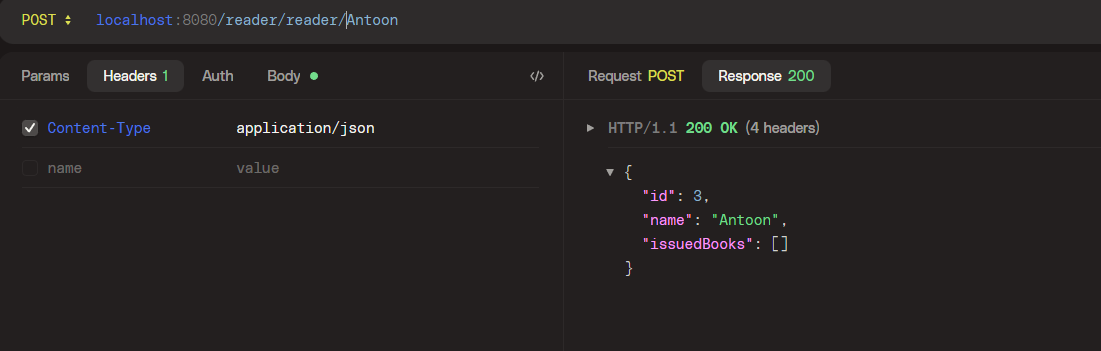 POST localhost:8080/reader/reader/Antoon
Params Headers 1 Auth Body </>
Request POST Response 200
Content-Type application/json
name value
HTTP/1.1 200 OK (4 headers)
{
"id": 3,
"name": "Antoon",
"issuedBooks": []
}